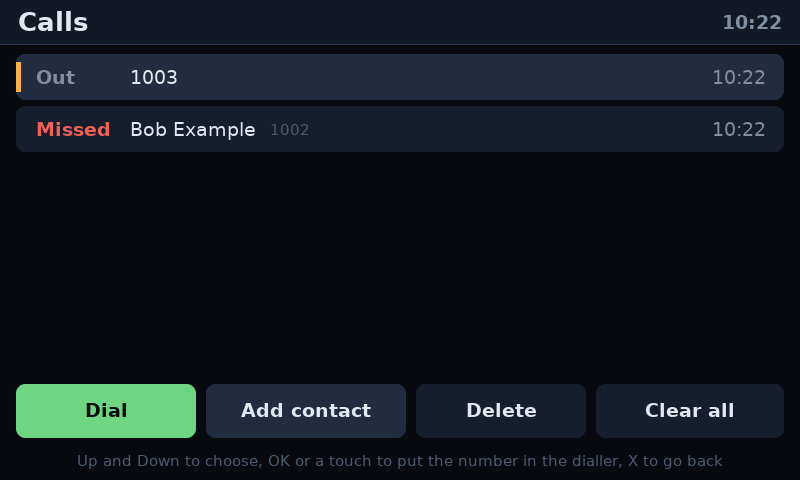 Calls 10:22
Out 1003 10:22
Missed Bob Example 1002 10:22
Dial Add contact Delete Clear all
Up and Down to choose, OK or a touch to put the number in the dialler, X to go back